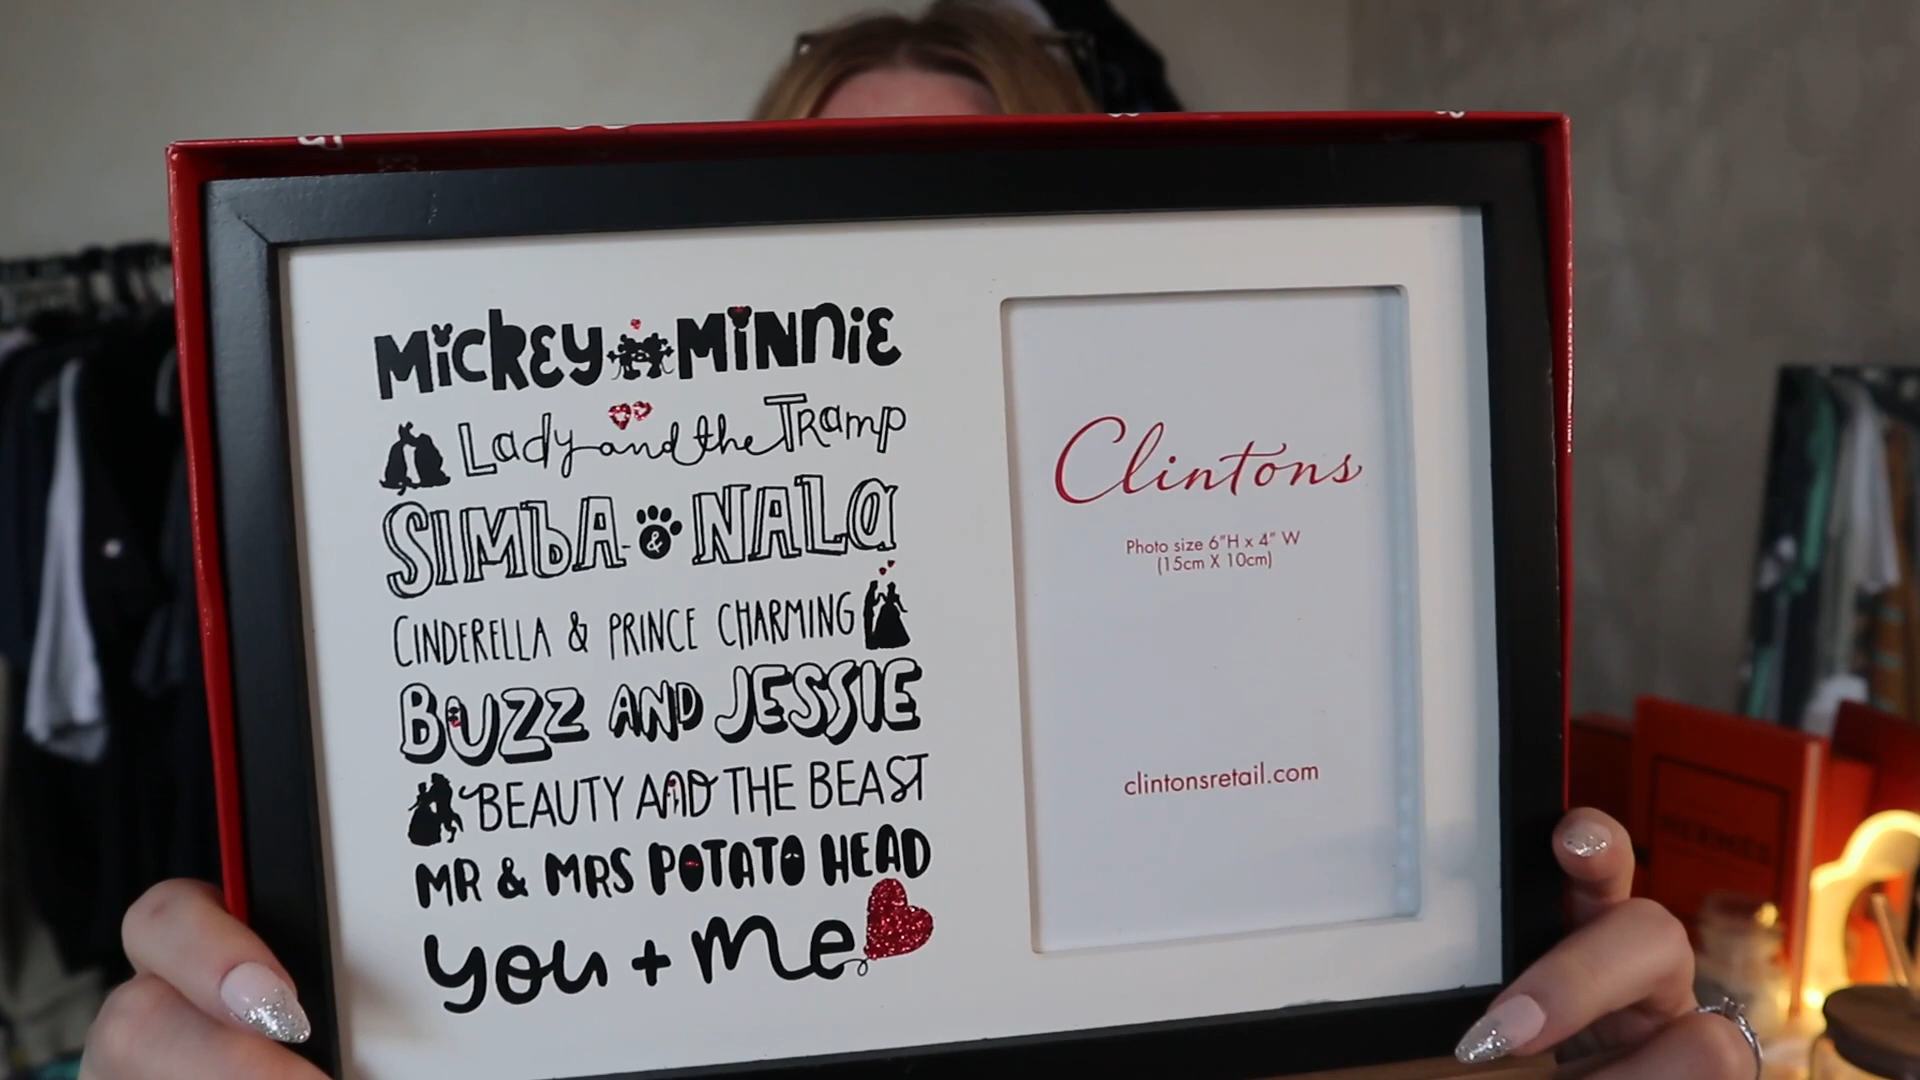 MickEy MiNNiE
Lady and the Tramp
SIMbA & NALa
CINDERELLA & PRINCE CHARMING
BUZZ AND JESSIE
BEAUTY AND THE BEAST
MR & MRS POTATO HEAD
you + me
Clintons
Photo size 6"H x 4" W
(15cm X 10cm)
clintonsretail.com